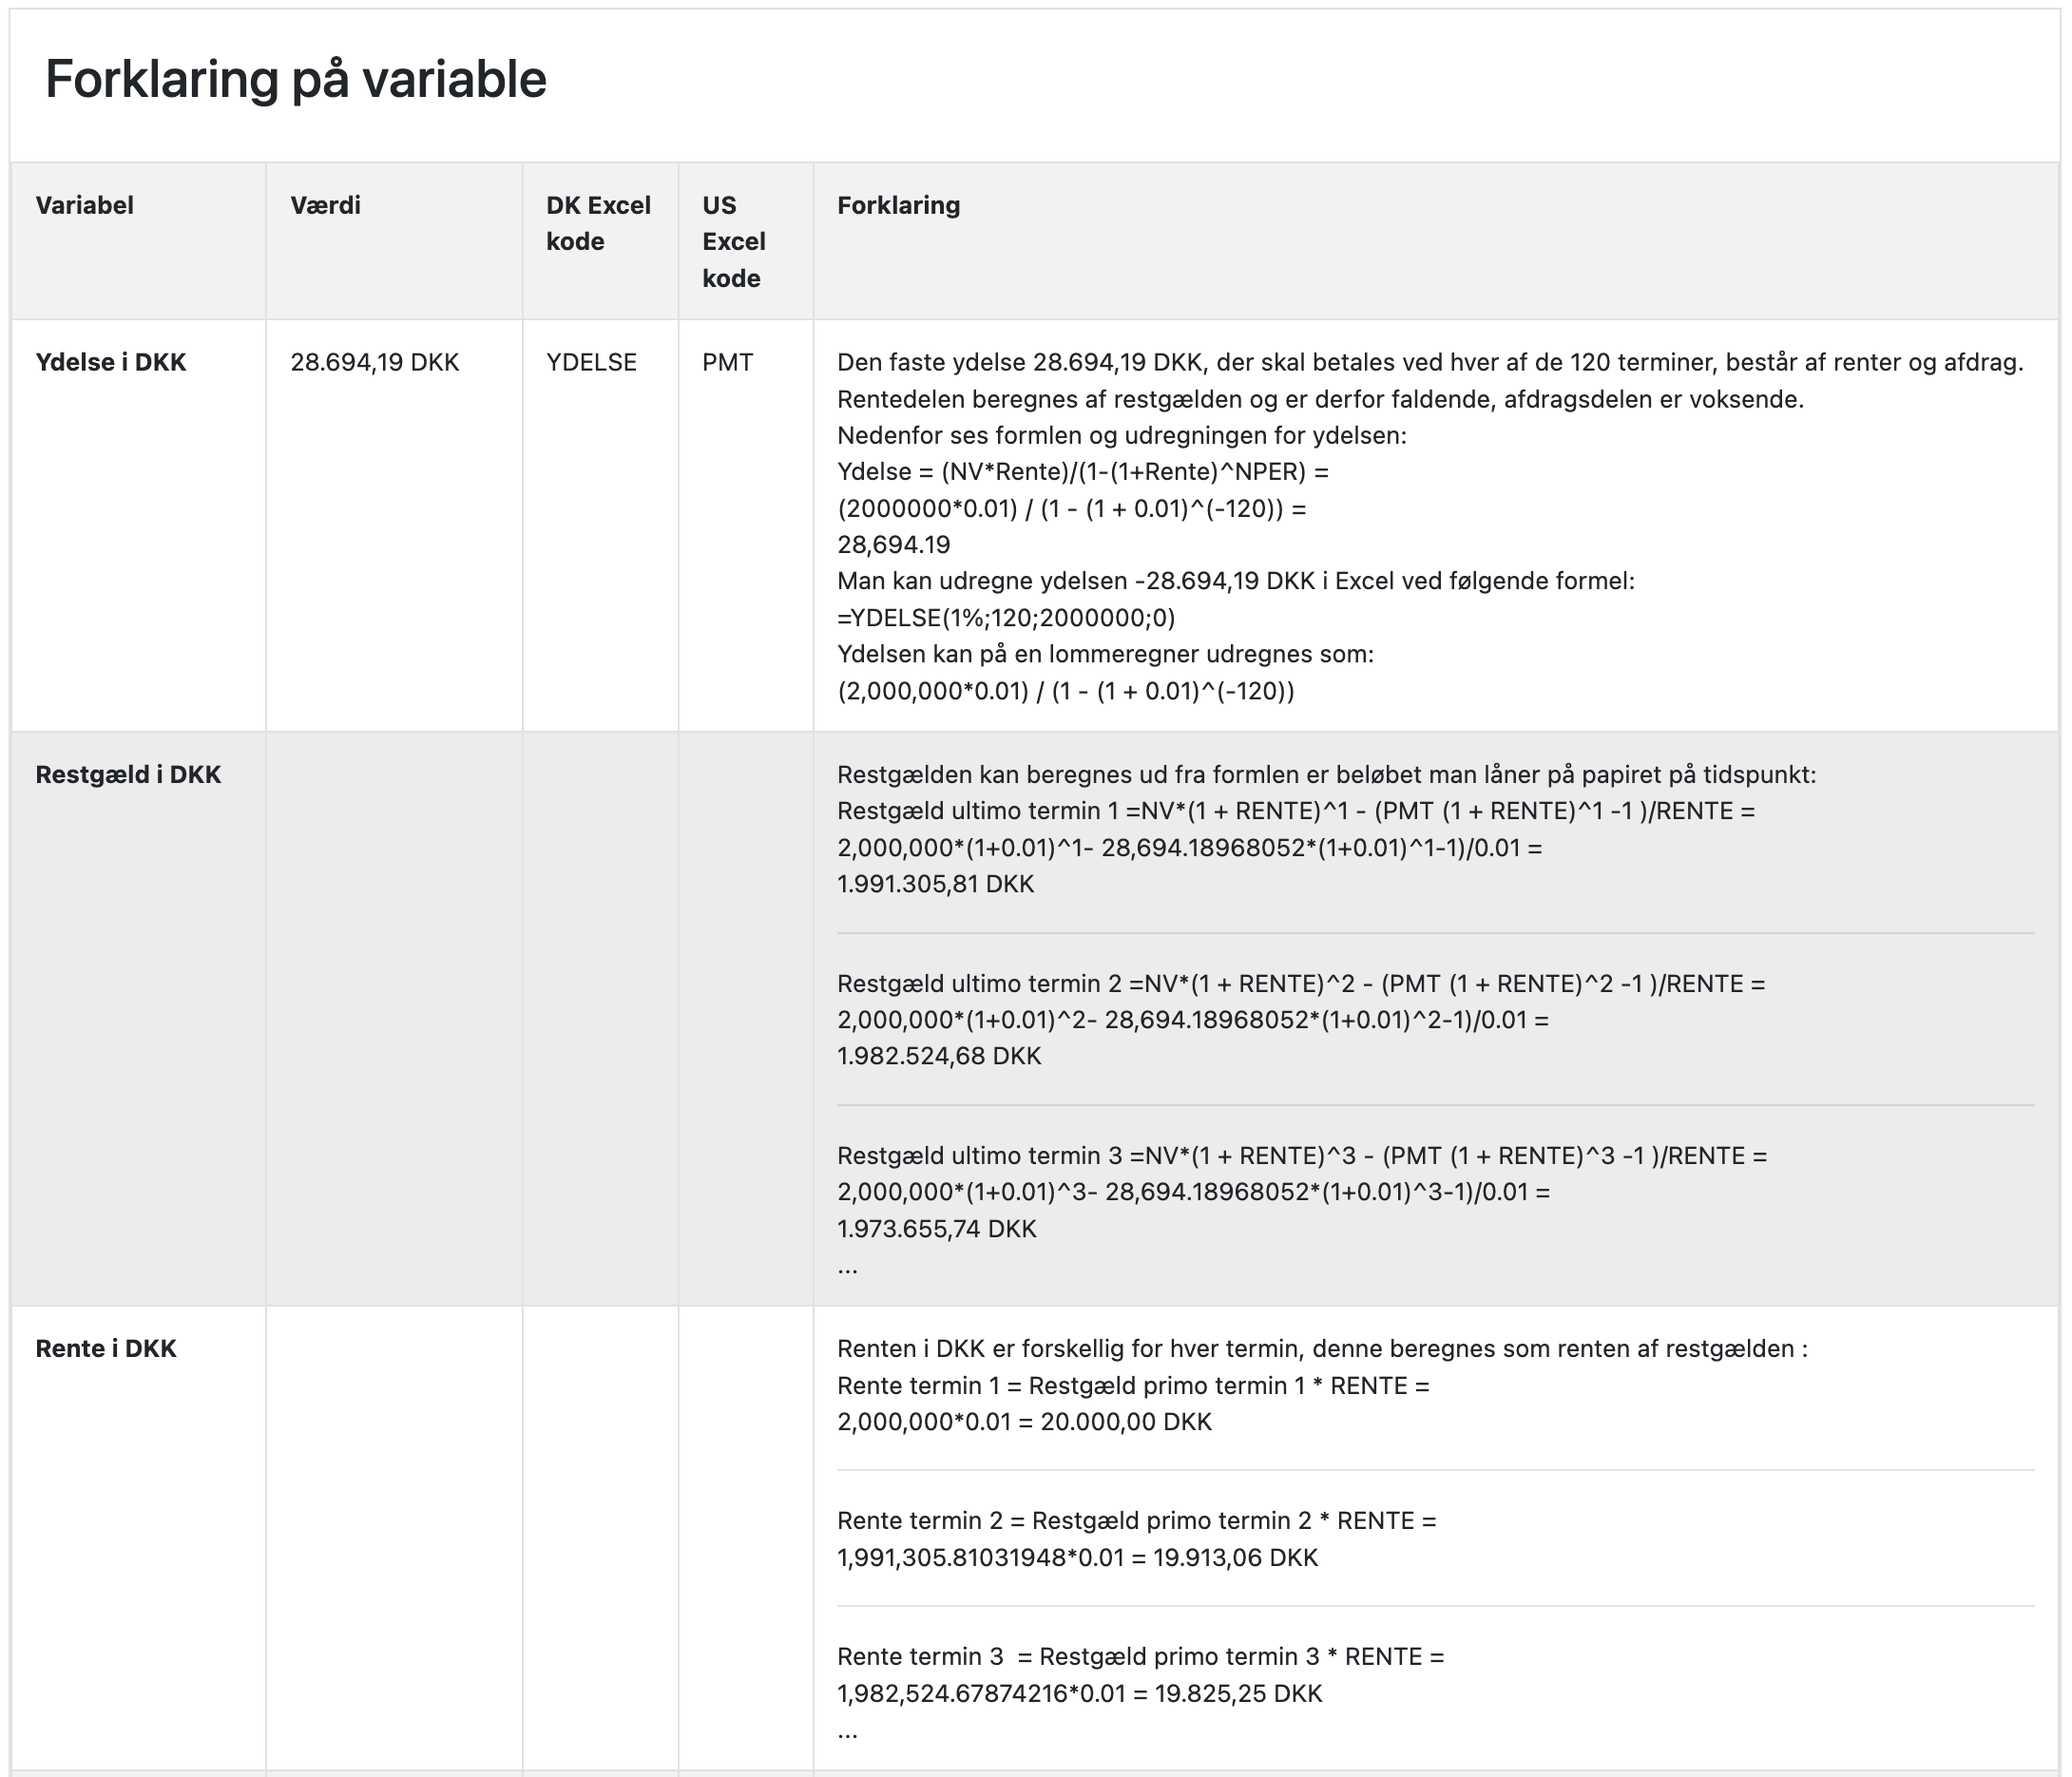 Forklaring på variable
Variabel
Værdi
DK Excel
kode
US
Excel
kode
Forklaring
Ydelse i DKK
28.694,19 DKK
YDELSE
PMT
Den faste ydelse 28.694,19 DKK, der skal betales ved hver af de 120 terminer, består af renter og afdrag.
Rentedelen beregnes af restgælden og er derfor faldende, afdragsdelen er voksende.
Nedenfor ses formlen og udregningen for ydelsen:
Ydelse = (NV*Rente)/(1-(1+Rente)^NPER) =
(2000000*0.01) / (1 - (1 + 0.01)^(-120)) =
28,694.19
Man kan udregne ydelsen -28.694,19 DKK i Excel ved følgende formel:
=YDELSE(1%;120;2000000;0)
Ydelsen kan på en lommeregner udregnes som:
(2,000,000*0.01) / (1 - (1 + 0.01)^(-120))
Restgæld i DKK
Restgælden kan beregnes ud fra formlen er beløbet man låner på papiret på tidspunkt:
Restgæld ultimo termin 1 =NV*(1 + RENTE)^1 - (PMT (1 + RENTE)^1 -1 )/RENTE =
2,000,000*(1+0.01)^1- 28,694.18968052*(1+0.01)^1-1)/0.01 =
1.991.305,81 DKK
Restgæld ultimo termin 2 =NV*(1 + RENTE)^2 - (PMT (1 + RENTE)^2 -1 )/RENTE =
2,000,000*(1+0.01)^2- 28,694.18968052*(1+0.01)^2-1)/0.01 =
1.982.524,68 DKK
Restgæld ultimo termin 3 =NV*(1 + RENTE)^3 - (PMT (1 + RENTE)^3 -1 )/RENTE =
2,000,000*(1+0.01)^3- 28,694.18968052*(1+0.01)^3-1)/0.01 =
1.973.655,74 DKK
...
Rente i DKK
Renten i DKK er forskellig for hver termin, denne beregnes som renten af restgælden :
Rente termin 1 = Restgæld primo termin 1 * RENTE =
2,000,000*0.01 = 20.000,00 DKK
Rente termin 2 = Restgæld primo termin 2 * RENTE =
1,991,305.81031948*0.01 = 19.913,06 DKK
Rente termin 3  = Restgæld primo termin 3 * RENTE =
1,982,524.67874216*0.01 = 19.825,25 DKK
...